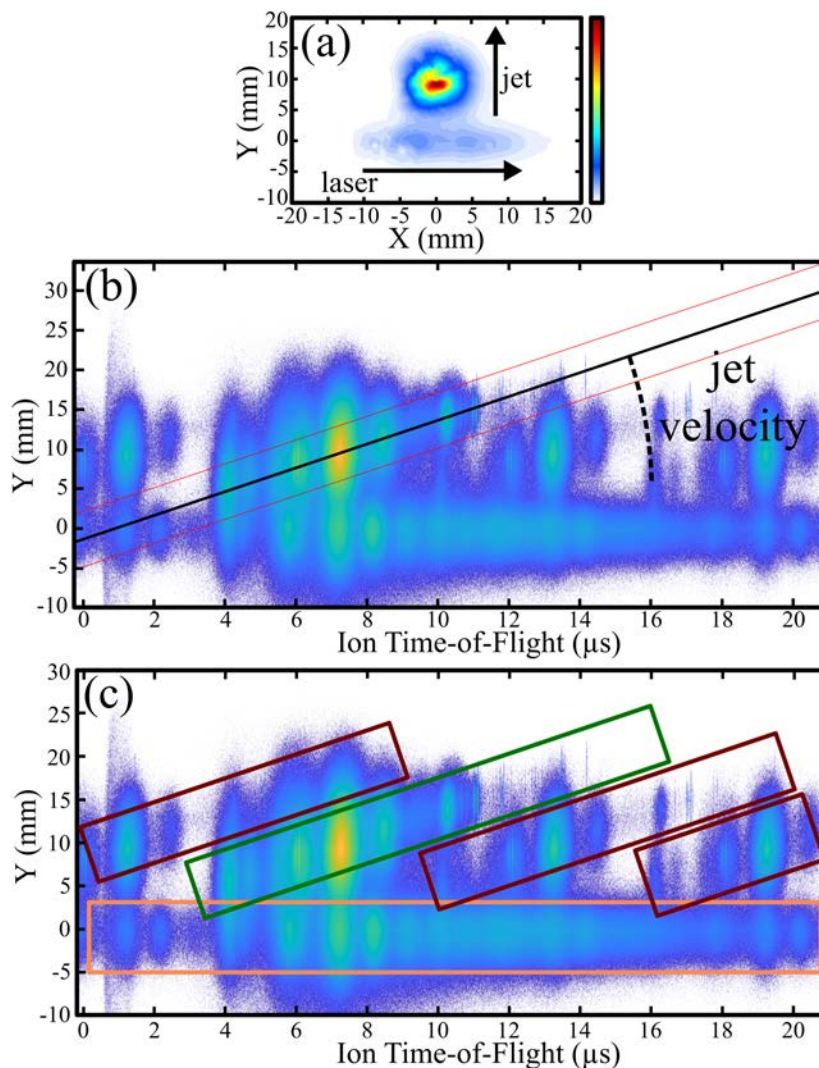 (a)
20
15
10
5
0
-5
-10
Y (mm)
jet
laser
-20 -15 -10 -5 0 5 10 15 20
X (mm)
(b)
30
25
20
15
10
5
0
-5
-10
Y (mm)
jet
velocity
0 2 4 6 8 10 12 14 16 18 20
Ion Time-of-Flight (µs)
(c)
30
25
20
15
10
5
0
-5
-10
Y (mm)
0 2 4 6 8 10 12 14 16 18 20
Ion Time-of-Flight (µs)